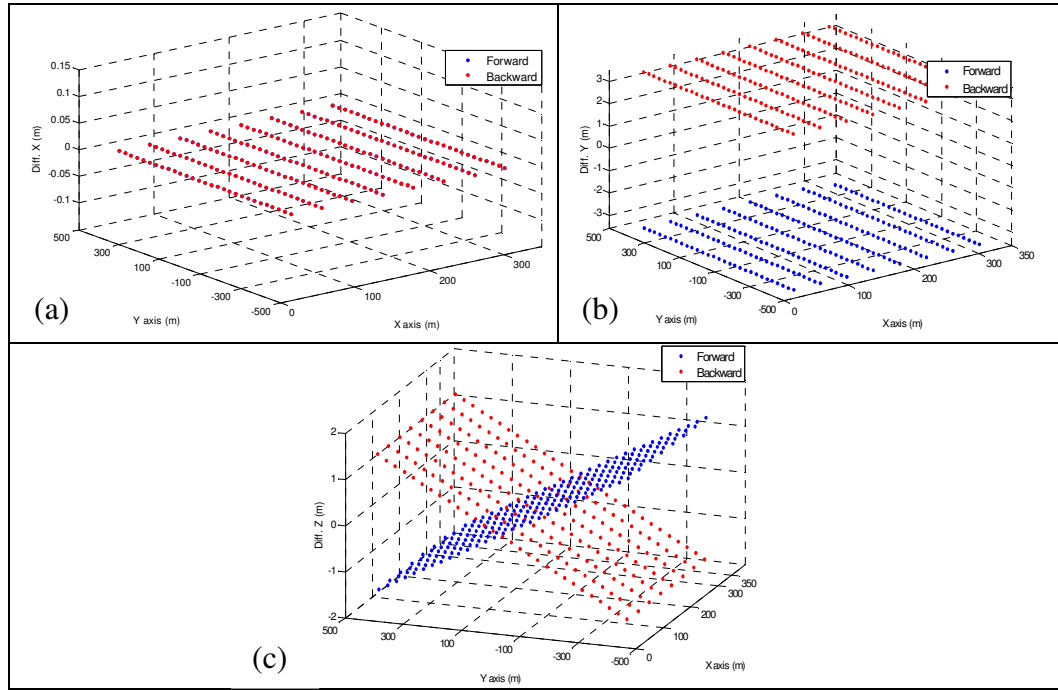 0.15
0.1
0.05
0
-0.05
-0.1
Diff. X (m)
500
300
100
-100
-300
-500
Y axis (m)
0
100
200
300
X axis (m)
Forward
Backward
(a)
3
2
1
0
-1
-2
-3
Diff. Y (m)
500
300
100
-100
-300
-500
Y axis (m)
0
100
200
300
350
X axis (m)
Forward
Backward
(b)
2
1
0
-1
-2
Diff. Z (m)
500
300
100
-100
-300
-500
Y axis (m)
0
100
200
300
350
X axis (m)
Forward
Backward
(c)